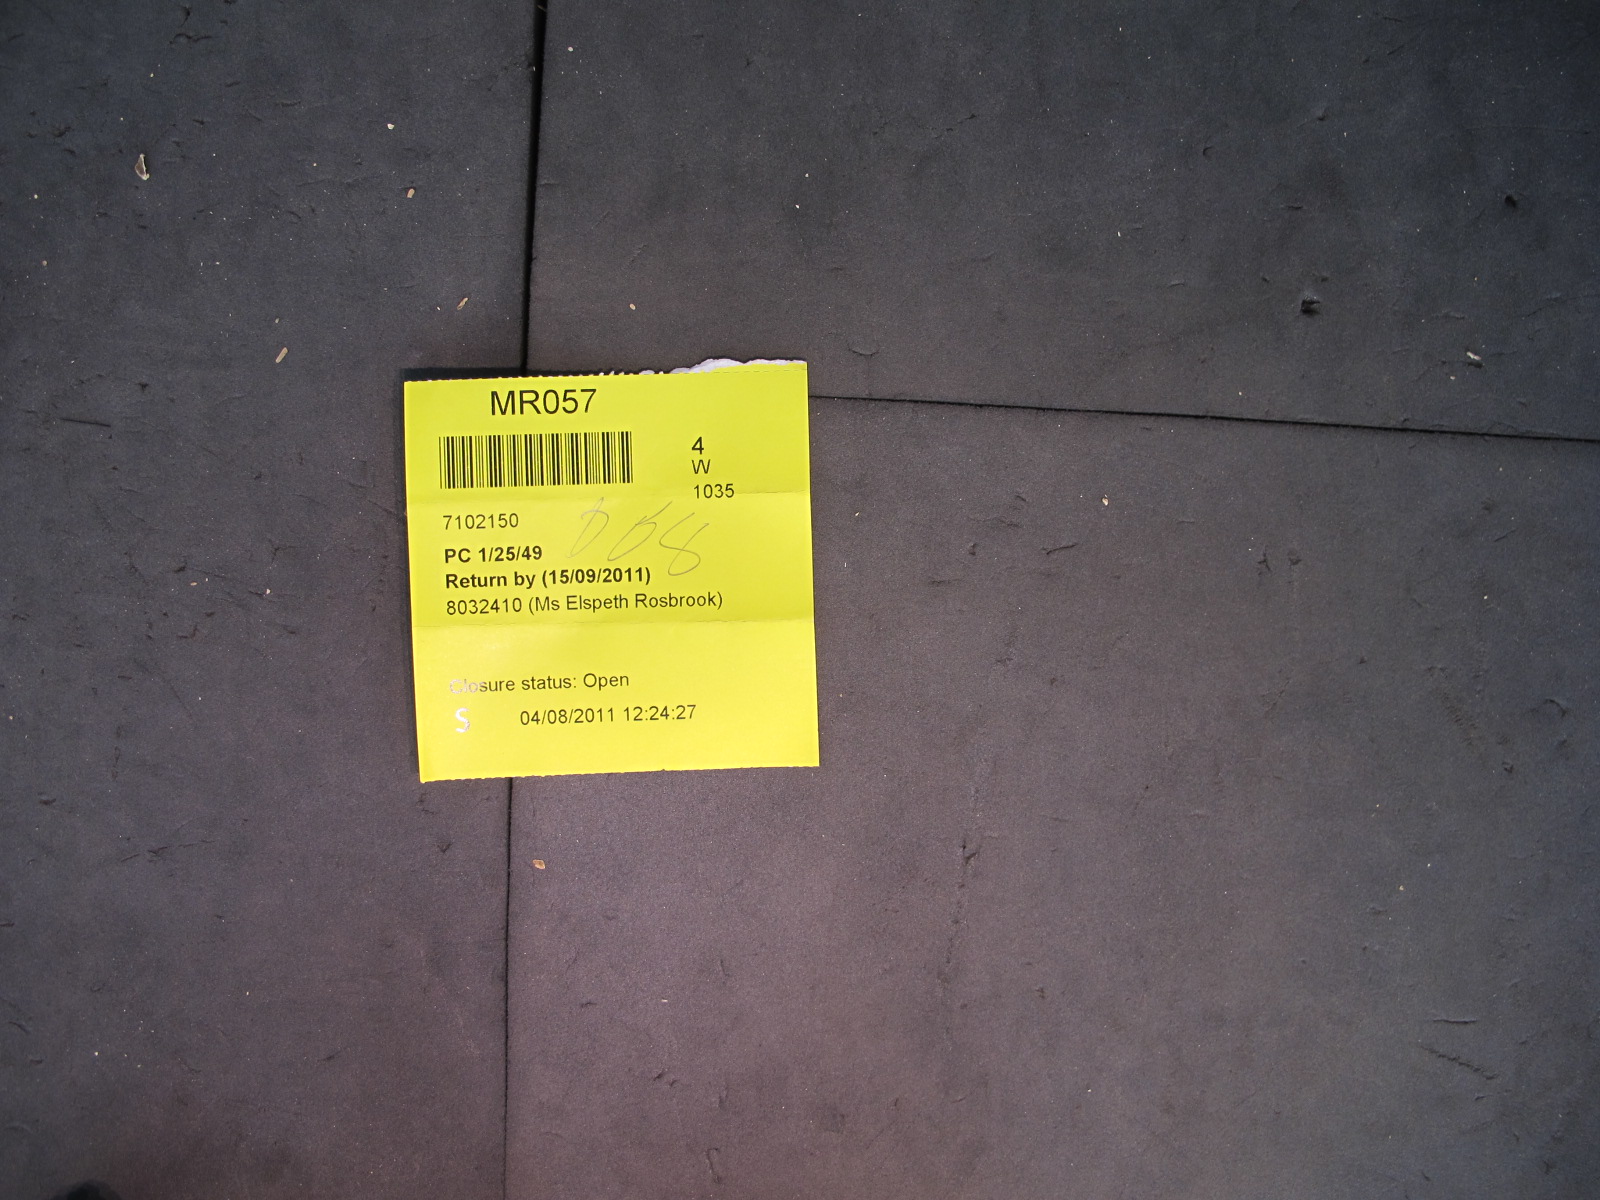 MR057
4
W
1035
7102150
PC 1/25/49
Return by (15/09/2011)
8032410 (Ms Elspeth Rosbrook)
Closure status: Open
S 04/08/2011 12:24:27